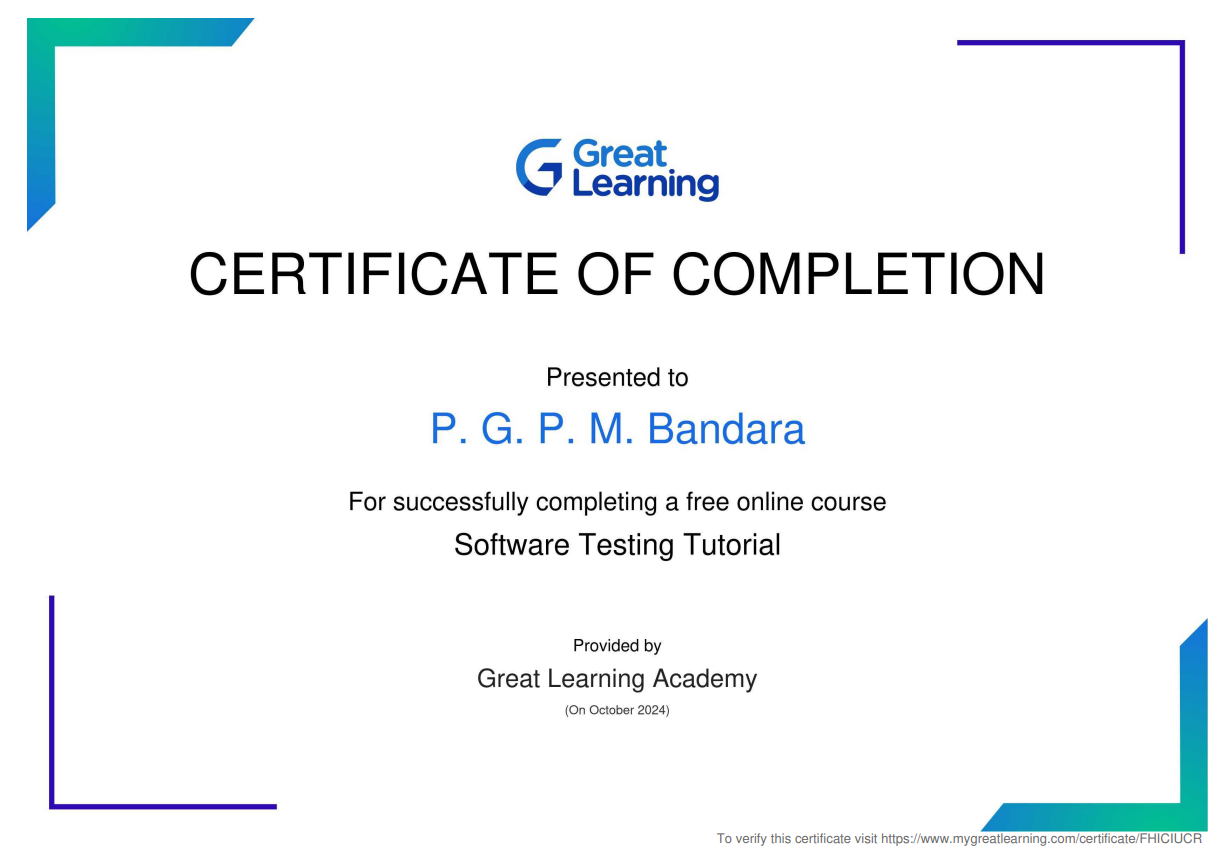 Great
Learning
CERTIFICATE OF COMPLETION
Presented to
P. G. P. M. Bandara
For successfully completing a free online course
Software Testing Tutorial
Provided by
Great Learning Academy
(On October 2024)
To verify this certificate visit https://www.mygreatlearning.com/certificate/FHICIUCR